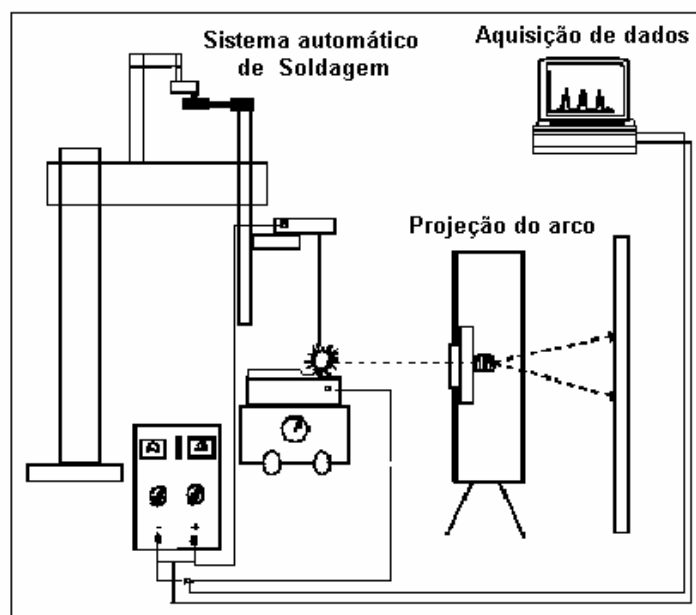 Sistema automático
de Soldagem
Aquisição de dados
Projeção do arco
- +